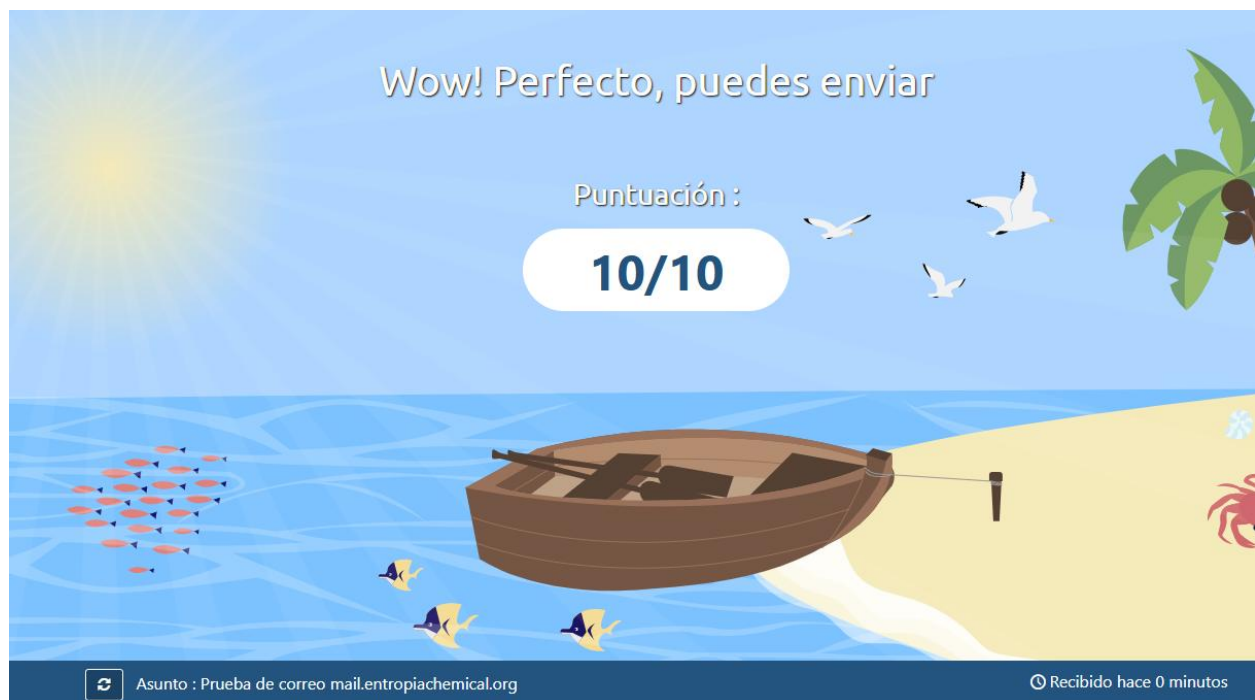 Wow! Perfecto, puedes enviar
Puntuación :
10/10
Asunto : Prueba de correo mail.entropiachemical.org
Recibido hace 0 minutos